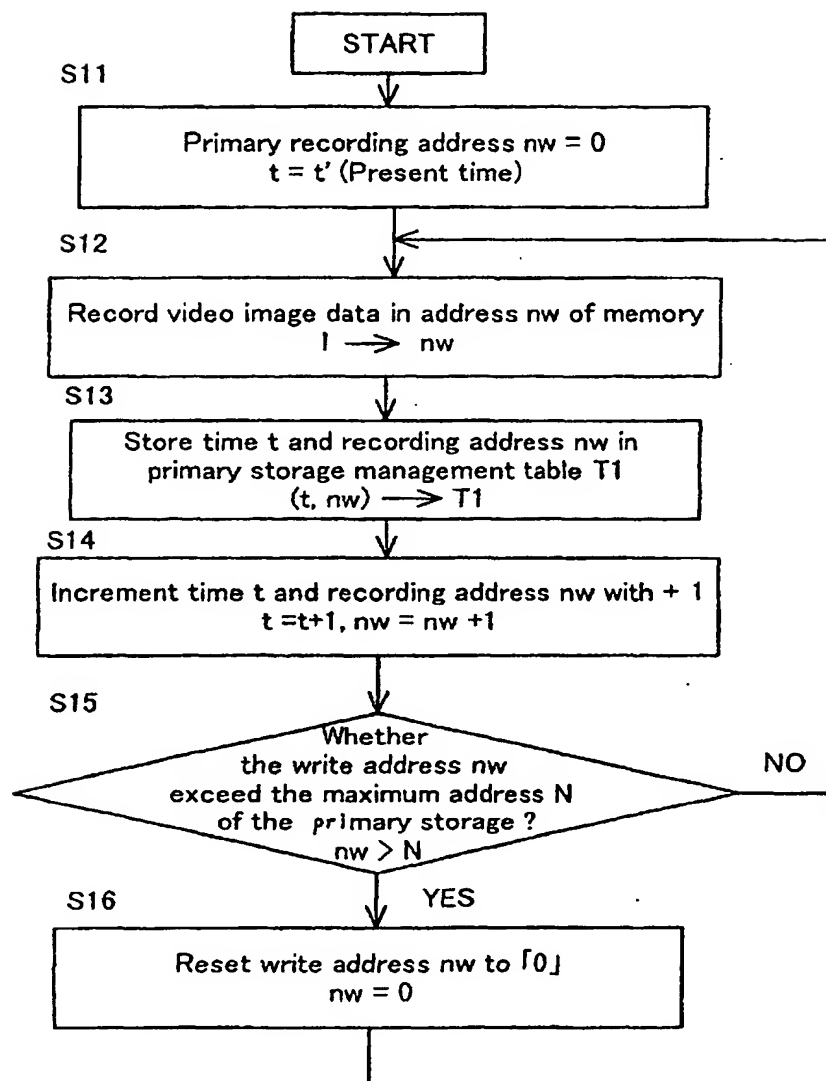 START
S11
Primary recording address nw = 0
t = t' (Present time)
S12
Record video image data in address nw of memory
I → nw
S13
Store time t and recording address nw in
primary storage management table T1
(t, nw) → T1
S14
Increment time t and recording address nw with + 1
t =t+1, nw = nw +1
S15
Whether
the write address nw
exceed the maximum address N
of the primary storage ?
nw > N
NO
YES
S16
Reset write address nw to「0」
nw = 0